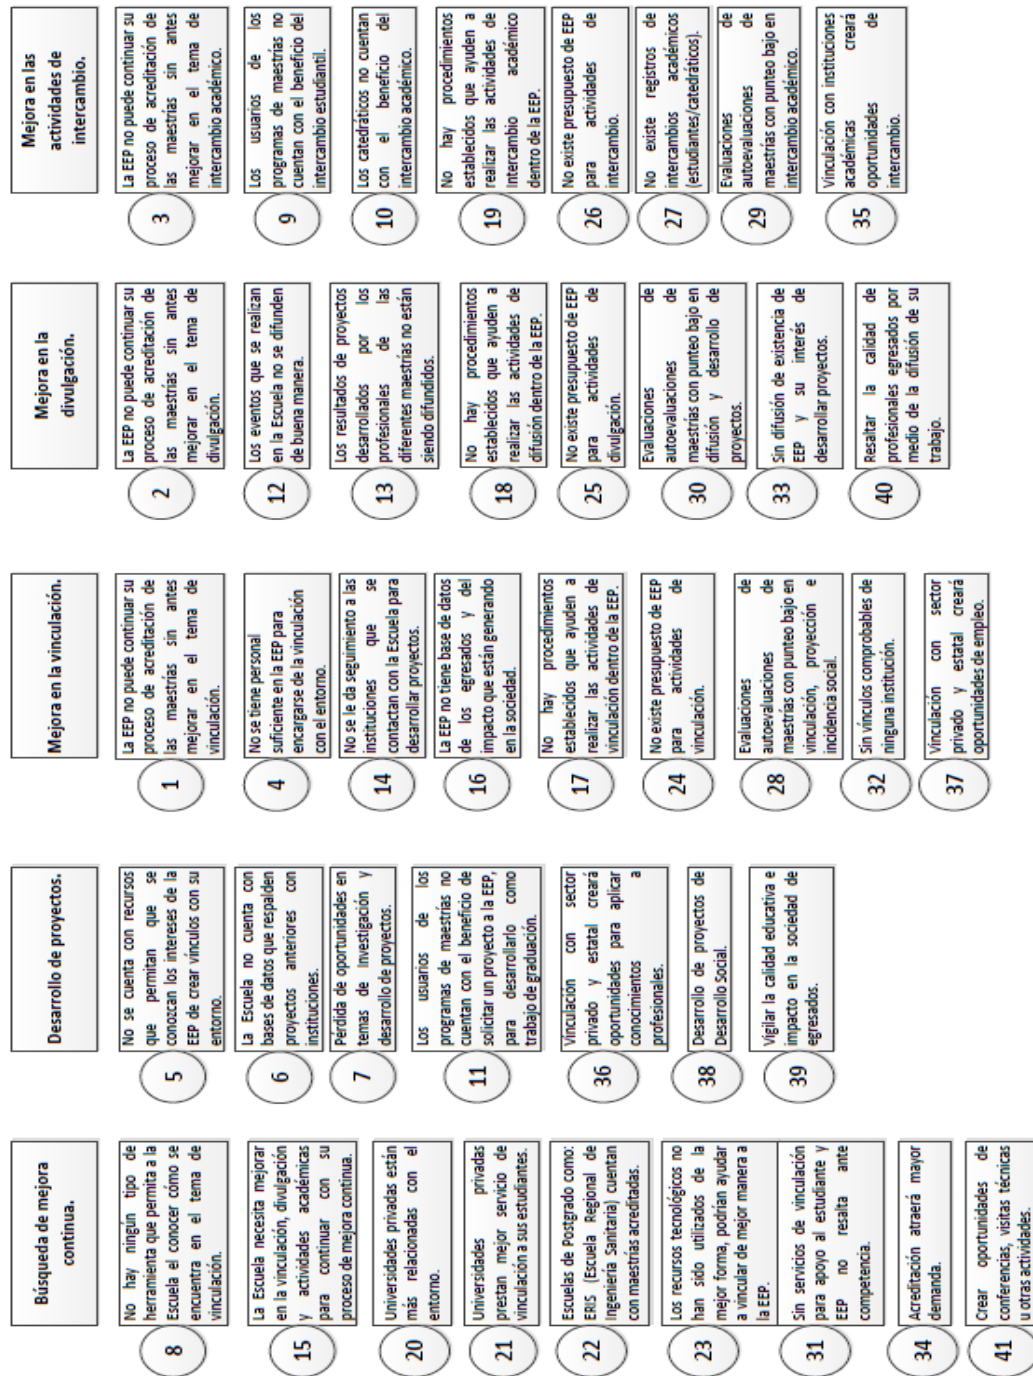 Búsqueda de mejora
continua.
8
No hay ningún tipo de
herramienta que permita a la
Escuela el conocer cómo se
encuentra en el tema de
vinculación.
15
La Escuela necesita mejorar
en la vinculación, divulgación
y actividades académicas
para continuar con su
proceso de mejora continua.
20
Universidades privadas están
más relacionadas con el
entorno.
21
Universidades privadas
prestan mejor servicio de
vinculación a sus estudiantes.
22
Escuelas de Postgrado como:
ERIS (Escuela Regional de
Ingeniería Sanitaria) cuentan
con maestrías acreditadas.
23
Los recursos tecnológicos no
han sido utilizados de la
mejor forma, podrían ayudar
a vincular de mejor manera a
la EEP.
31
Sin servicios de vinculación
para apoyo al estudiante y
EEP no resalta ante
competencia.
34
Acreditación atraerá mayor
demanda.
41
Crear oportunidades de
conferencias, visitas técnicas
u otras actividades.
Desarrollo de proyectos.
5
No se cuenta con recursos
que permitan que se
conozcan los intereses de la
EEP de crear vínculos con su
entorno.
6
La Escuela no cuenta con
bases de datos que respalden
proyectos anteriores con
instituciones.
7
Pérdida de oportunidades en
temas de Investigación y
desarrollo de proyectos.
11
Los usuarios de los
programas de maestrías no
cuentan con el beneficio de
solicitar un proyecto a la EEP,
para desarrollarlo como
trabajo de graduación.
36
Vinculación con sector
privado y estatal creará
oportunidades para aplicar
conocimientos a
profesionales.
38
Desarrollo de proyectos de
Desarrollo Social.
39
Vigilar la calidad educativa e
impacto en la sociedad de
egresados.
Mejora en la vinculación.
1
La EEP no puede continuar su
proceso de acreditación de
las maestrías sin antes
mejorar en el tema de
vinculación.
4
No se tiene personal
suficiente en la EEP para
encargarse de la vinculación
con el entorno.
14
No se le da seguimiento a las
instituciones que se
contactan con la Escuela para
desarrollar proyectos.
16
La EEP no tiene base de datos
de los egresados y del
impacto que están generando
en la sociedad.
17
No hay procedimientos
establecidos que ayuden a
realizar las actividades de
vinculación dentro de la EEP.
24
No existe presupuesto de EEP
para actividades de
vinculación.
28
Evaluaciones de
autoevaluaciones de
maestrías con punteo bajo en
vinculación, proyección e
incidencia social.
32
Sin vínculos comprobables de
ninguna institución.
37
Vinculación con sector
privado y estatal creará
oportunidades de empleo.
Mejora en la
divulgación.
2
La EEP no puede continuar su
proceso de acreditación de
las maestrías sin antes
mejorar en el tema de
divulgación.
12
Los eventos que se realizan
en la Escuela no se difunden
de buena manera.
13
Los resultados de proyectos
desarrollados por los
profesionales de las
diferentes maestrías no están
siendo difundidos.
18
No hay procedimientos
establecidos que ayuden a
realizar las actividades de
difusión dentro de la EEP.
25
No existe presupuesto de EEP
para actividades de
divulgación.
30
Evaluaciones de
autoevaluaciones de
maestrías con punteo bajo en
difusión y desarrollo de
proyectos.
33
Sin difusión de existencia de
EEP y su interés de
desarrollar proyectos.
40
Resaltar la calidad de
profesionales egresados por
medio de la difusión de su
trabajo.
Mejora en las
actividades de
intercambio.
3
La EEP no puede continuar su
proceso de acreditación de
las maestrías sin antes
mejorar en el tema de
intercambio académico.
9
Los usuarios de los
programas de maestrías no
cuentan con el beneficio del
intercambio estudiantil.
10
Los catedráticos no cuentan
con el beneficio del
intercambio académico.
19
No hay procedimientos
establecidos que ayuden a
realizar las actividades de
Intercambio académico
dentro de la EEP.
26
No existe presupuesto de EEP
para actividades de
intercambio.
27
No existe registros de
intercambios académicos
(estudiantes/catedráticos).
29
Evaluaciones de
autoevaluaciones de
maestrías con punteo bajo en
intercambio académico.
35
Vinculación con instituciones
académicas creará
oportunidades de
intercambio.